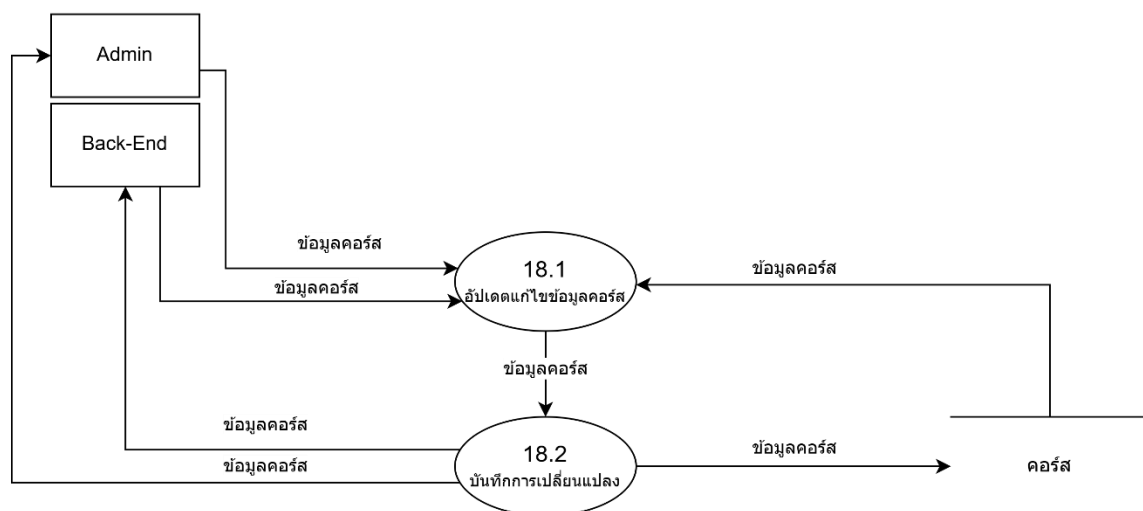 Admin
Back-End
ข้อมูลคอร์ส
ข้อมูลคอร์ส
18.1
อัปเดตแก้ไขข้อมูลคอร์ส
ข้อมูลคอร์ส
ข้อมูลคอร์ส
ข้อมูลคอร์ส
ข้อมูลคอร์ส
18.2
บันทึกการเปลี่ยนแปลง
ข้อมูลคอร์ส
คอร์ส